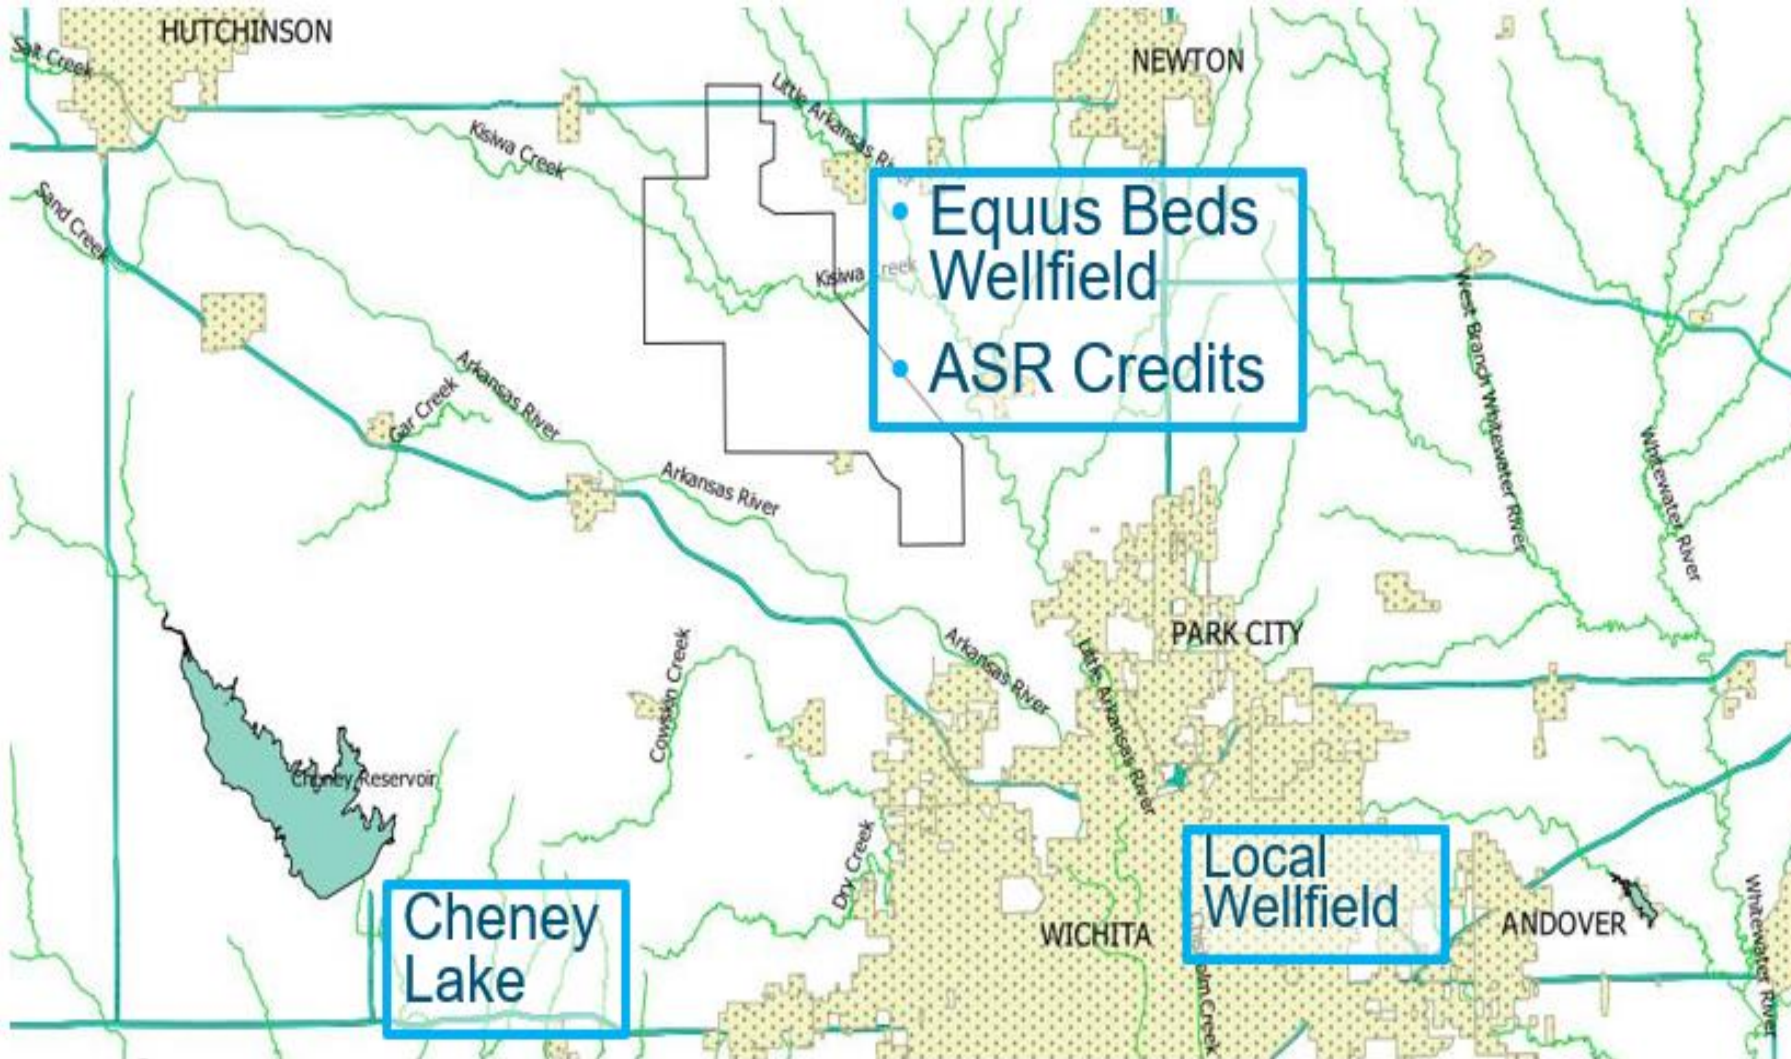 HUTCHINSON
NEWTON
Salt Creek
Little Arkansas River
Kisiwa Creek
Sand Creek
• Equus Beds
Wellfield
Kisiwa Creek
• ASR Credits
West Branch Whitewater River
Arkansas River
Gar Creek
Arkansas River
Whitewater River
PARK CITY
Cowskin Creek
Arkansas River
Little Arkansas River
Cheney Reservoir
Dry Creek
Local
Wellfield
Cheney
Lake
WICHITA
ANDOVER
Whitewater River